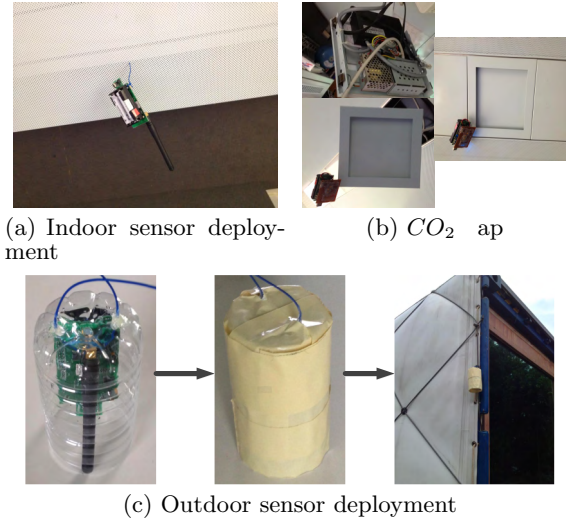 (a) Indoor sensor deploy-
ment
(b) CO₂ ap
(c) Outdoor sensor deployment